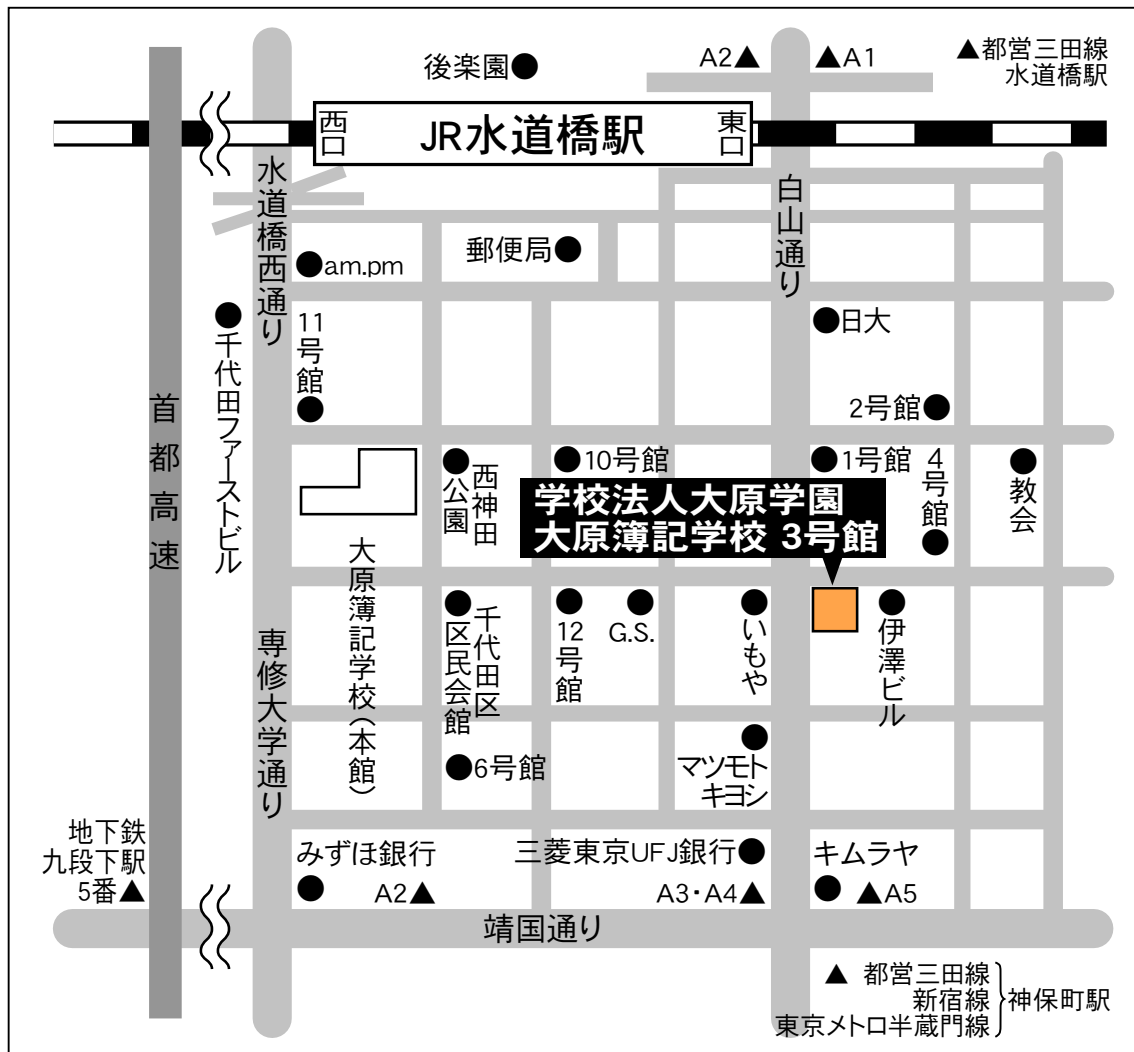 後楽園
A2▲
▲A1
▲都営三田線
水道橋駅
西口
JR水道橋駅
東口
水道橋西通り
白山通り
am.pm
郵便局
千代田ファーストビル
11号館
日大
2号館
首都高速
西神田
公園
10号館
1号館
4号館
教会
学校法人大原学園
大原簿記学校 3号館
大原簿記学校(本館)
千代田区
区民会館
12号館
G.S.
いもや
伊澤ビル
専修大学通り
6号館
マツモト
キヨシ
地下鉄
九段下駅
5番▲
みずほ銀行
A2▲
三菱東京UFJ銀行
A3・A4▲
キムラヤ
▲A5
靖国通り
▲ 都営三田線
新宿線
東京メトロ半蔵門線
神保町駅